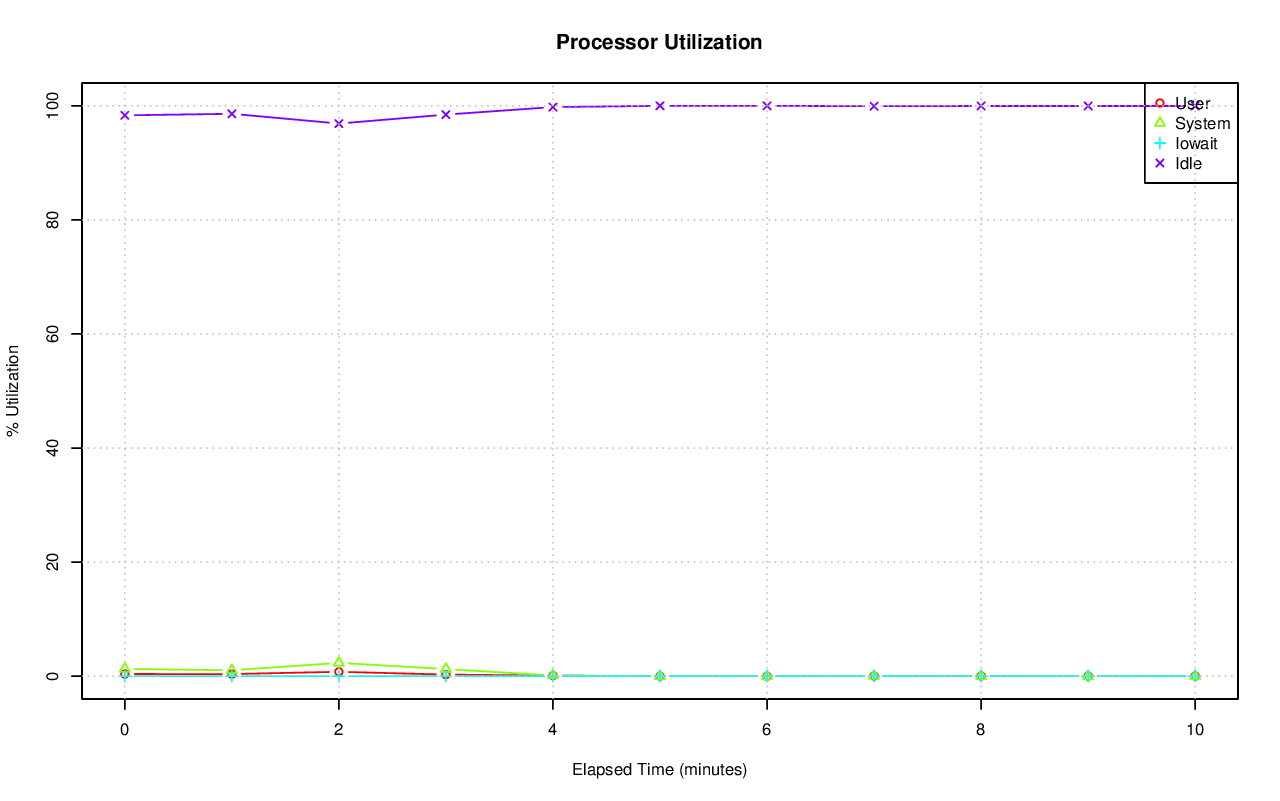 Processor Utilization
% Utilization
100
80
60
40
20
0
User
System
Iowait
Idle
0 2 4 6 8 10
Elapsed Time (minutes)